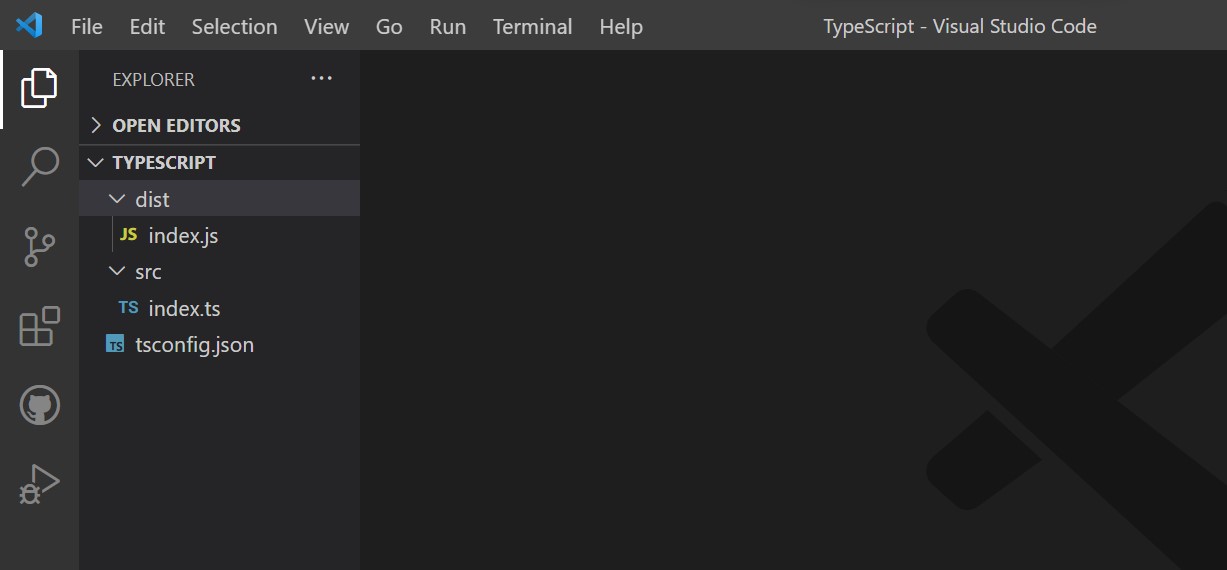 File Edit Selection View Go Run Terminal Help TypeScript - Visual Studio Code
EXPLORER ···
OPEN EDITORS
TYPESCRIPT
dist
JS index.js
src
TS index.ts
TS tsconfig.json